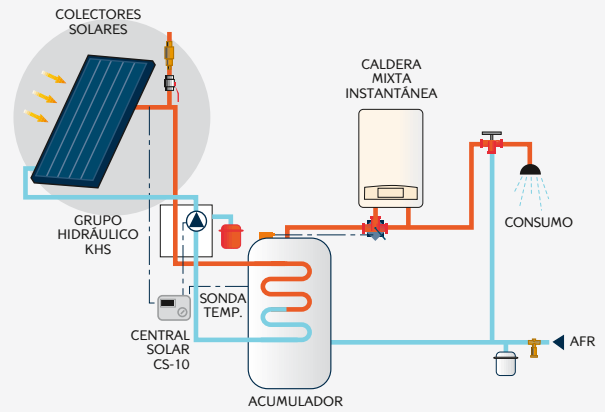 COLECTORES
SOLARES
CALDERA
MIXTA
INSTANTÁNEA
GRUPO
HIDRÁULICO
KHS
CONSUMO
SONDA
TEMP.
CENTRAL
SOLAR
CS-10
AFR
ACUMULADOR